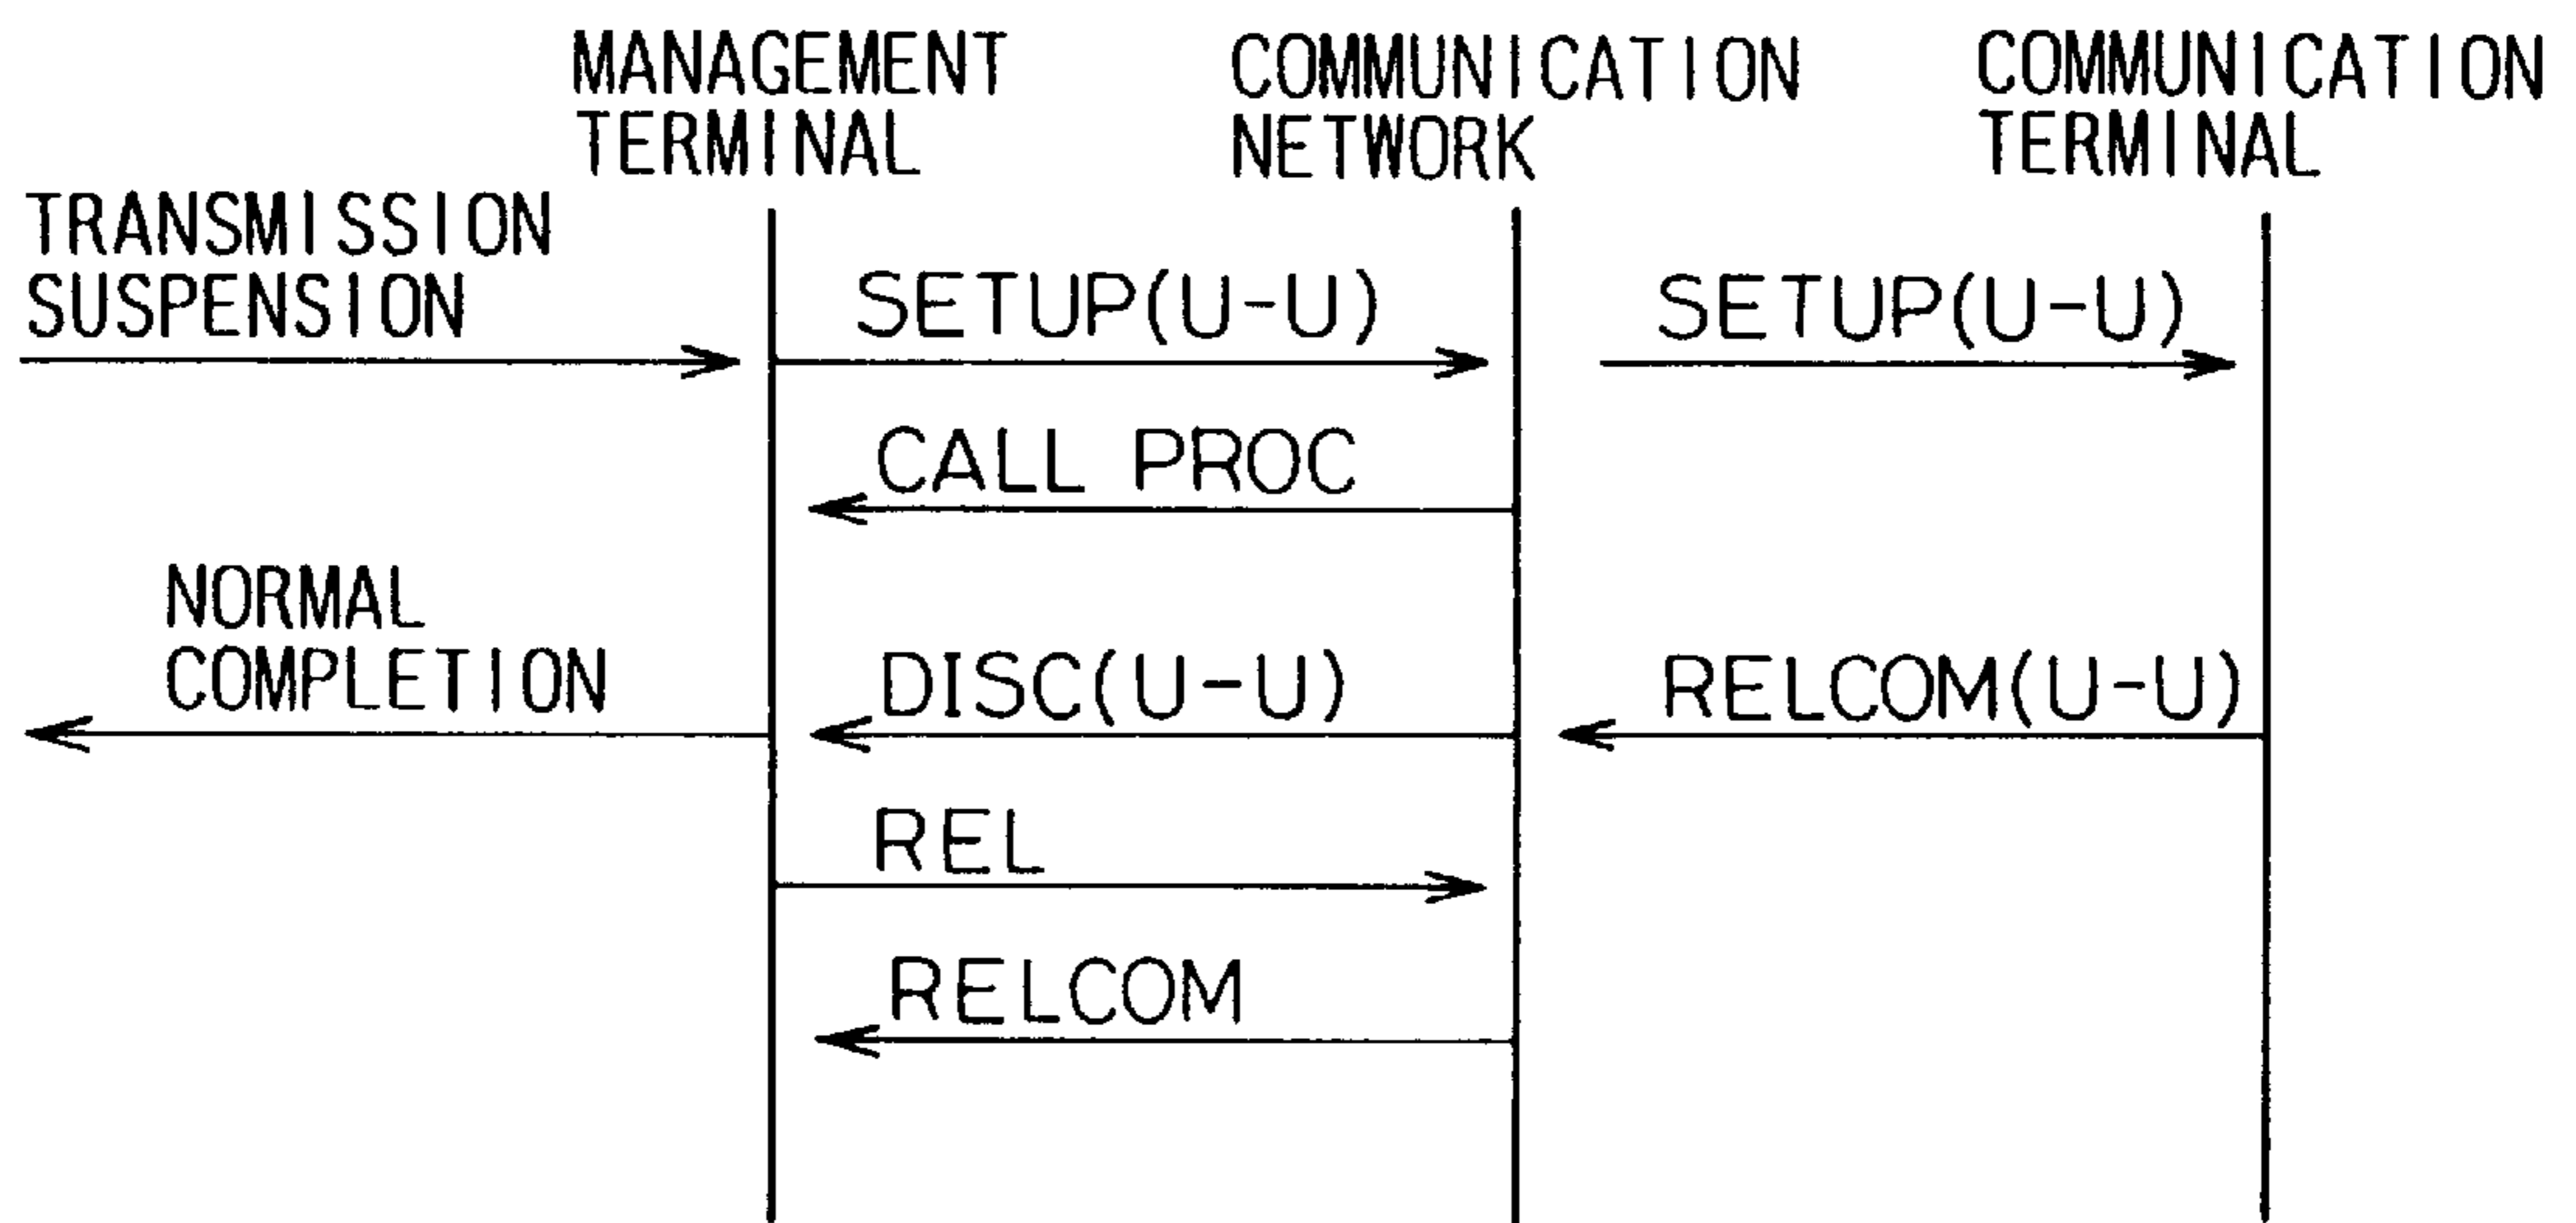 MANAGEMENT
TERMINAL
COMMUNICATION
NETWORK
COMMUNICATION
TERMINAL
TRANSMISSION
SUSPENSION
SETUP(U-U)
SETUP(U-U)
CALL PROC
NORMAL
COMPLETION
DISC(U-U)
RELCOM(U-U)
REL
RELCOM